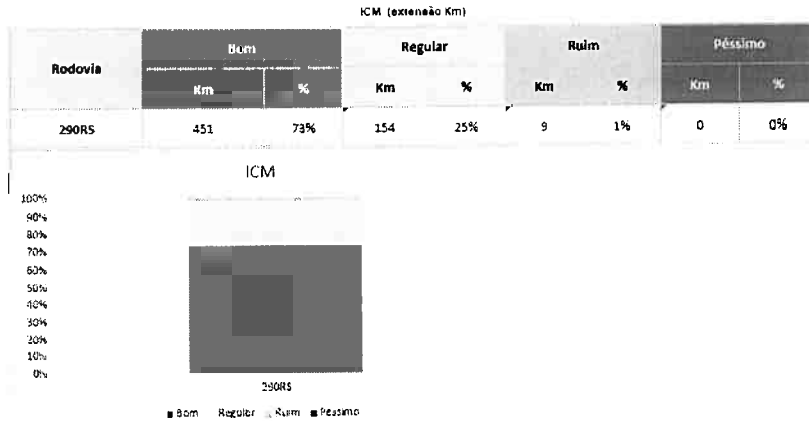 ICM (extensão Km)
Rodovia Bom Regular Ruim Péssimo
Km % Km % Km % Km %
290RS 451 73% 154 25% 9 1% 0 0%
ICM
100%
90%
80%
70%
60%
50%
40%
30%
20%
10%
0%
290RS
Bom Regular Ruim Péssimo